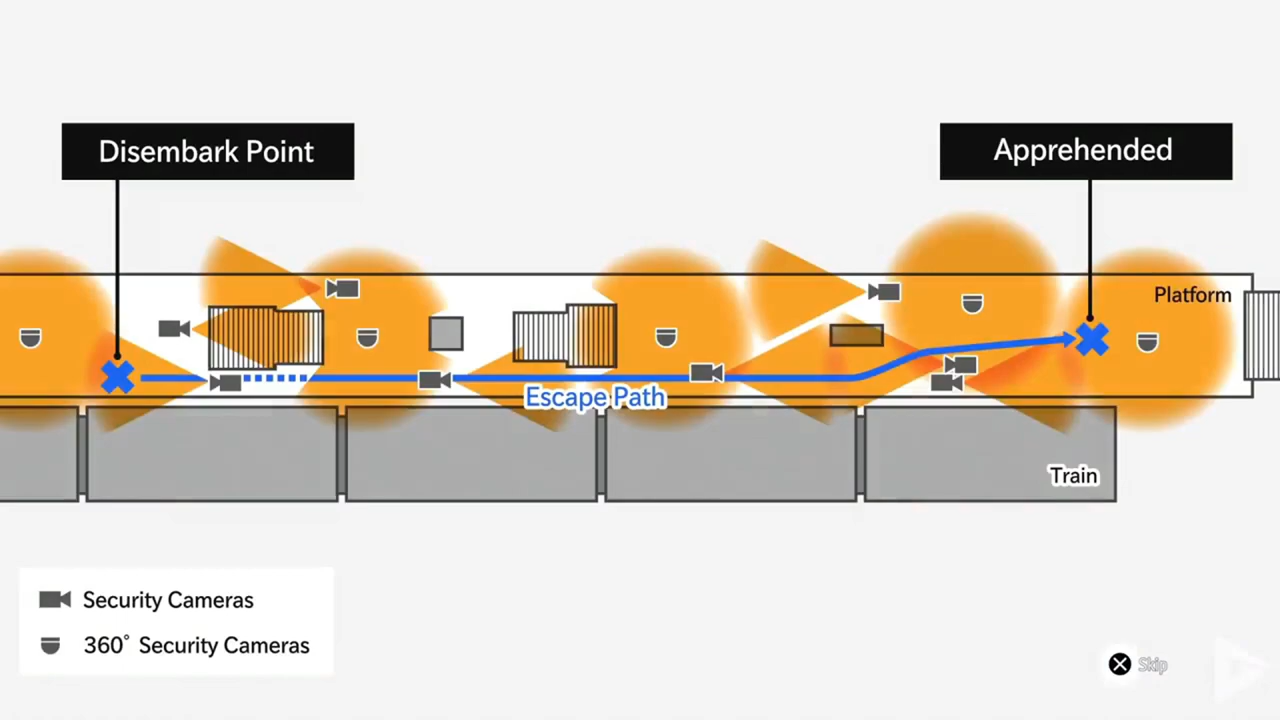 Disembark Point
Apprehended
Platform
Escape Path
Train
Security Cameras
360° Security Cameras
Skip